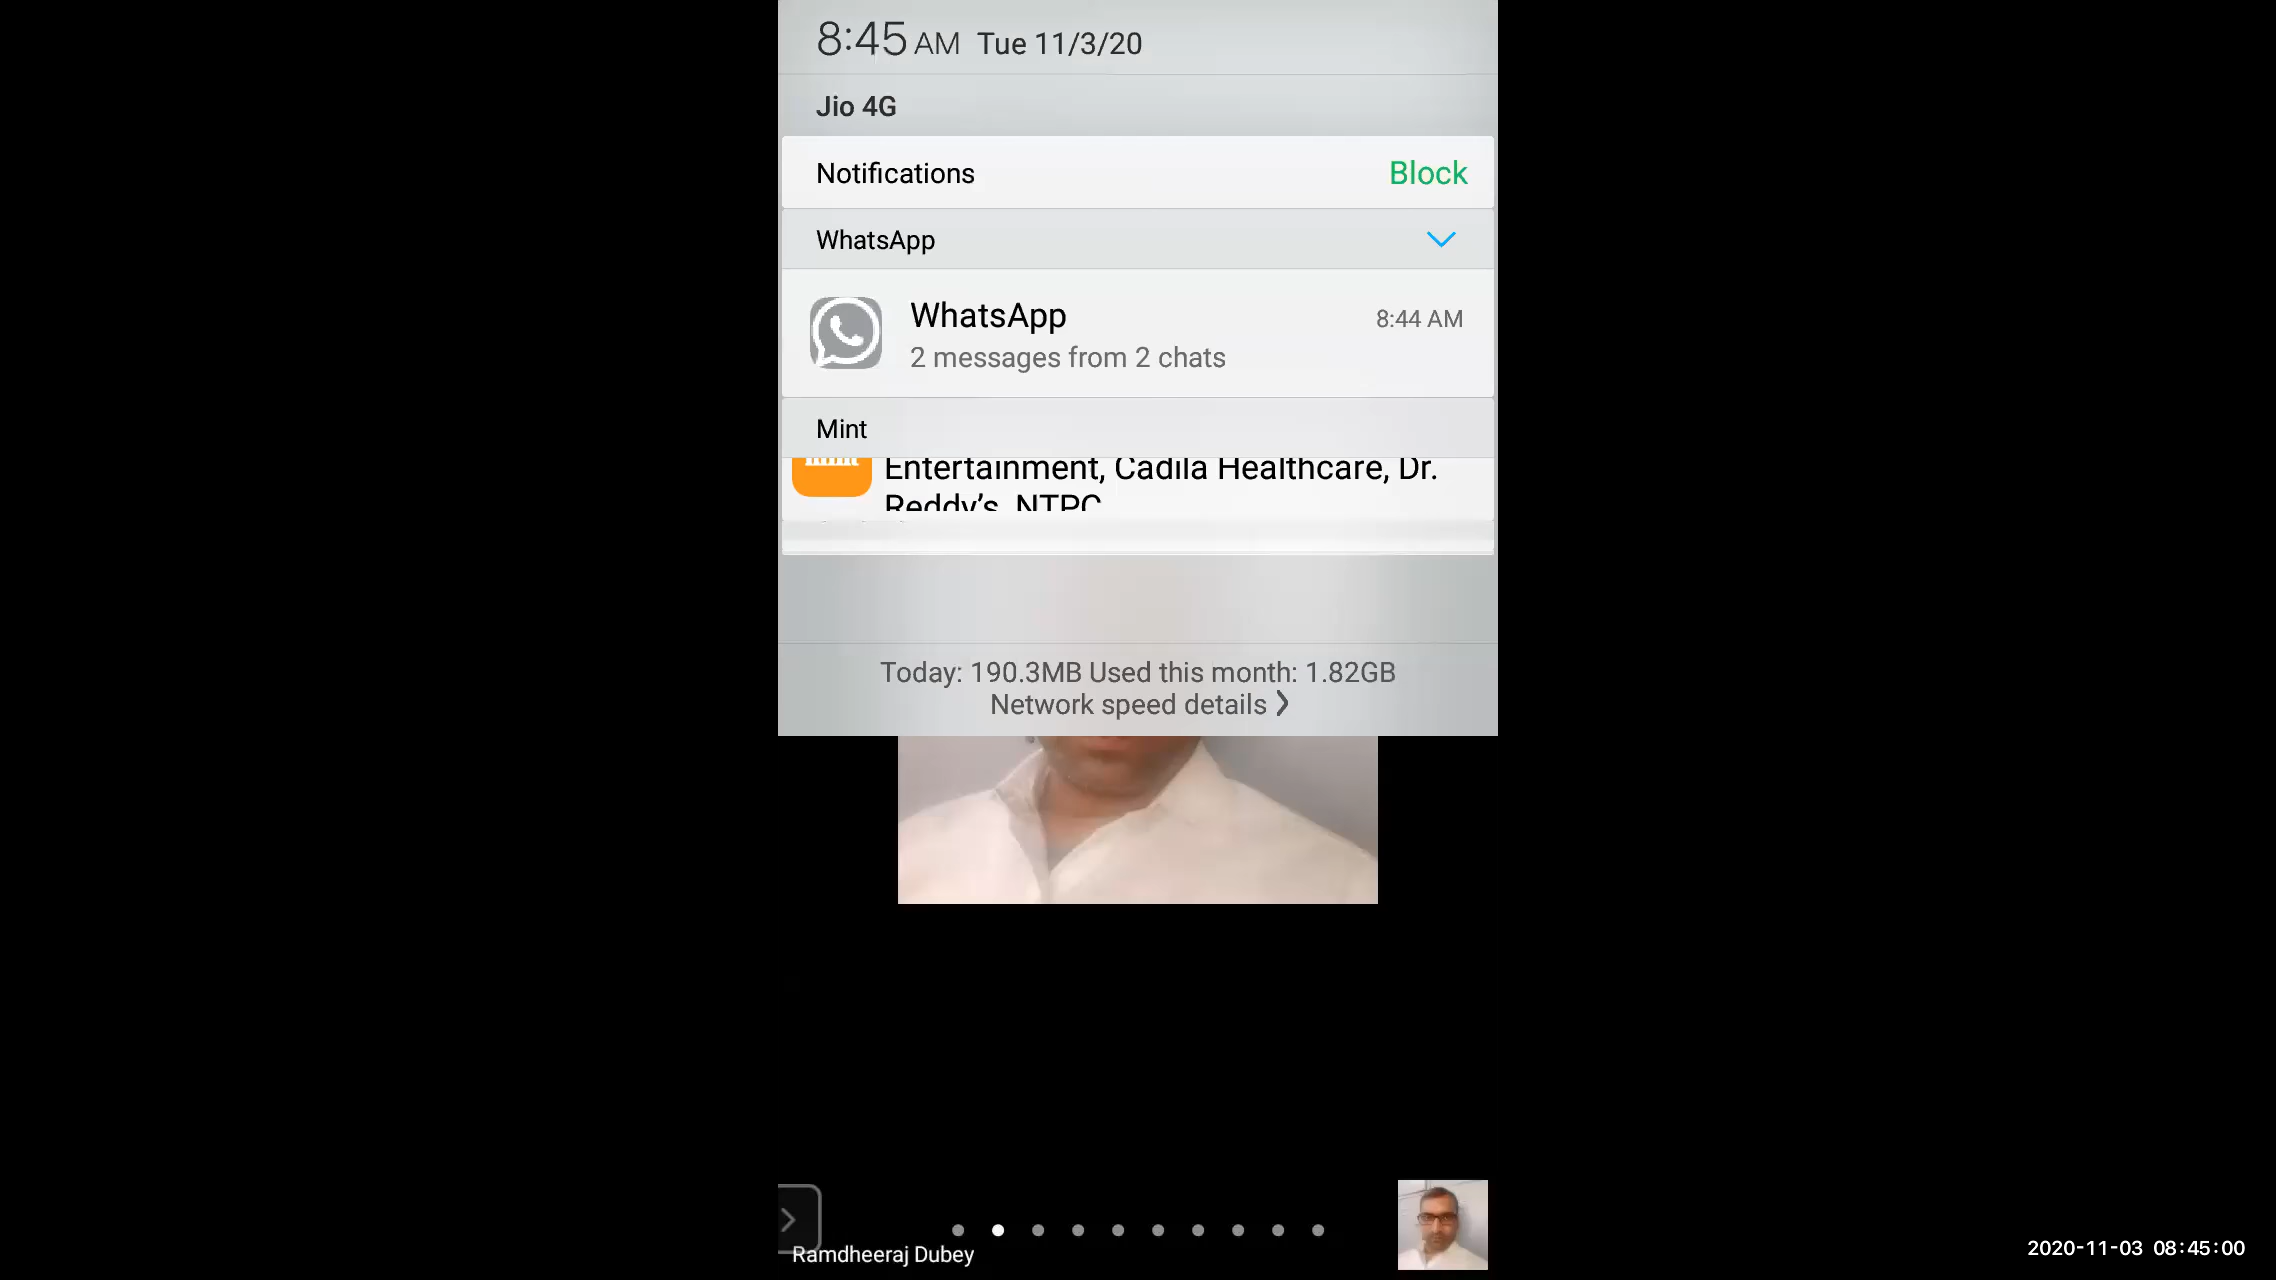 8:45 AM Tue 11/3/20
Jio 4G
Notifications Block
WhatsApp
WhatsApp 8:44 AM
2 messages from 2 chats
Mint
Entertainment, Cadila Healthcare, Dr.
Reddy’s, NTPC
Today: 190.3MB Used this month: 1.82GB
Network speed details
Ramdheeraj Dubey
2020-11-03 08:45:00